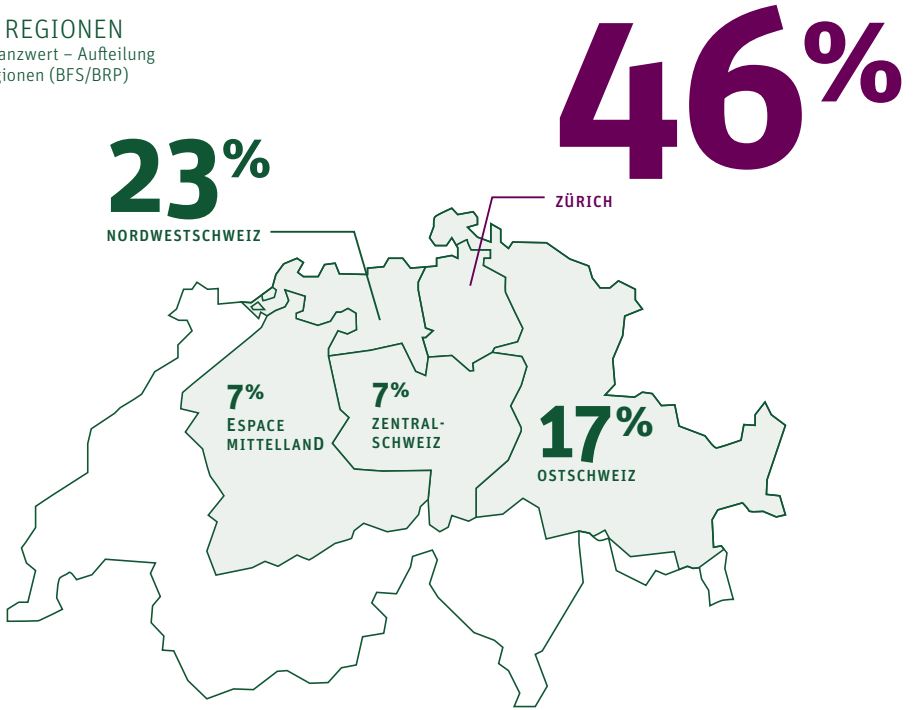 REGIONEN
anzwert – Aufteilung
gionen (BFS/BRP)
46%
ZÜRICH
23%
NORDWESTSCHWEIZ
7%
ESPACE
MITTELLAND
7%
ZENTRAL-
SCHWEIZ
17%
OSTSCHWEIZ